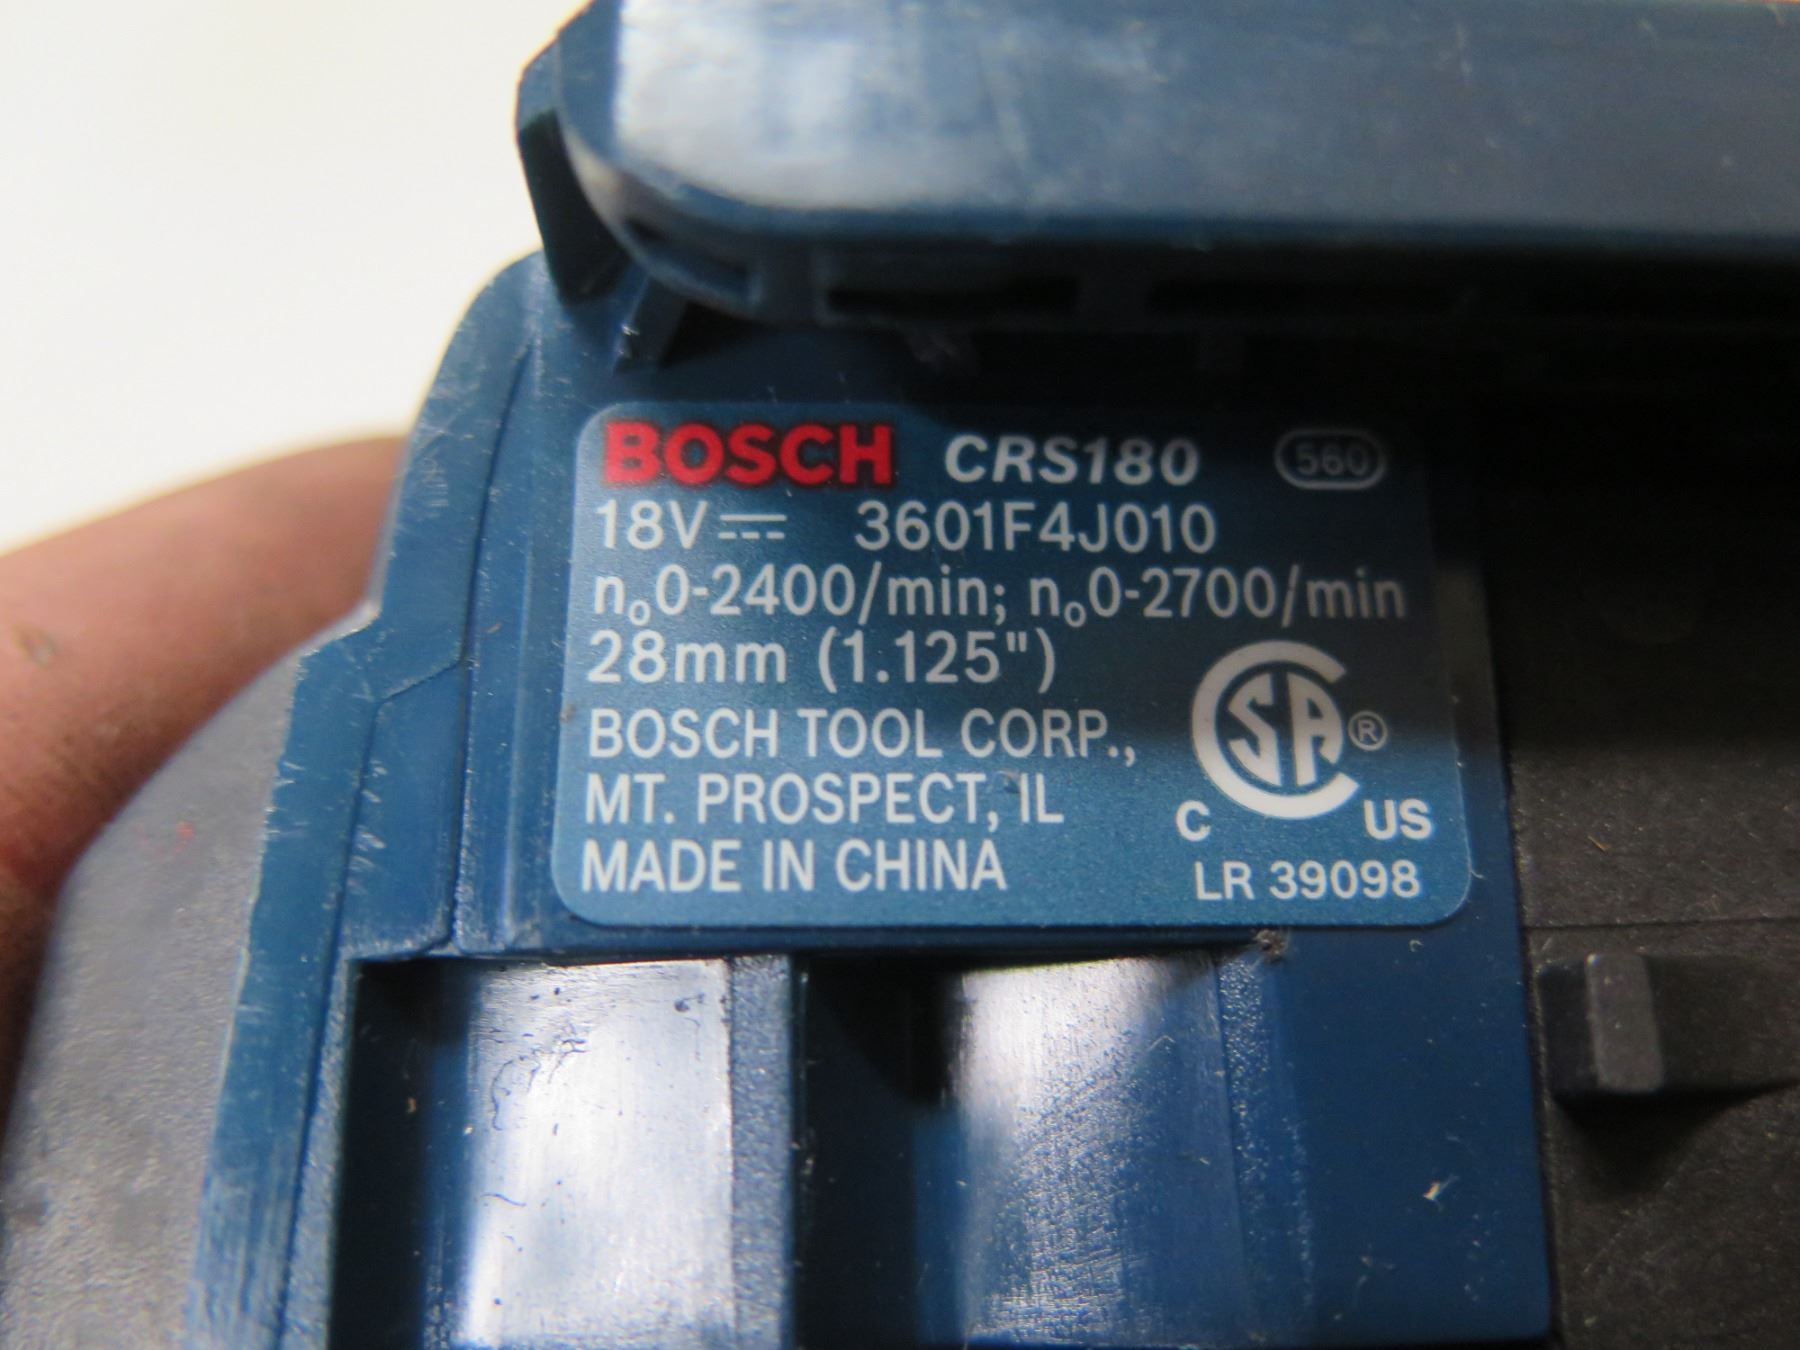 BOSCH CRS180 560
18V⎓ 3601F4J010
n₀0-2400/min; n₀0-2700/min
28mm (1.125")
BOSCH TOOL CORP.,
MT. PROSPECT, IL
MADE IN CHINA
CSA®
C US
LR 39098